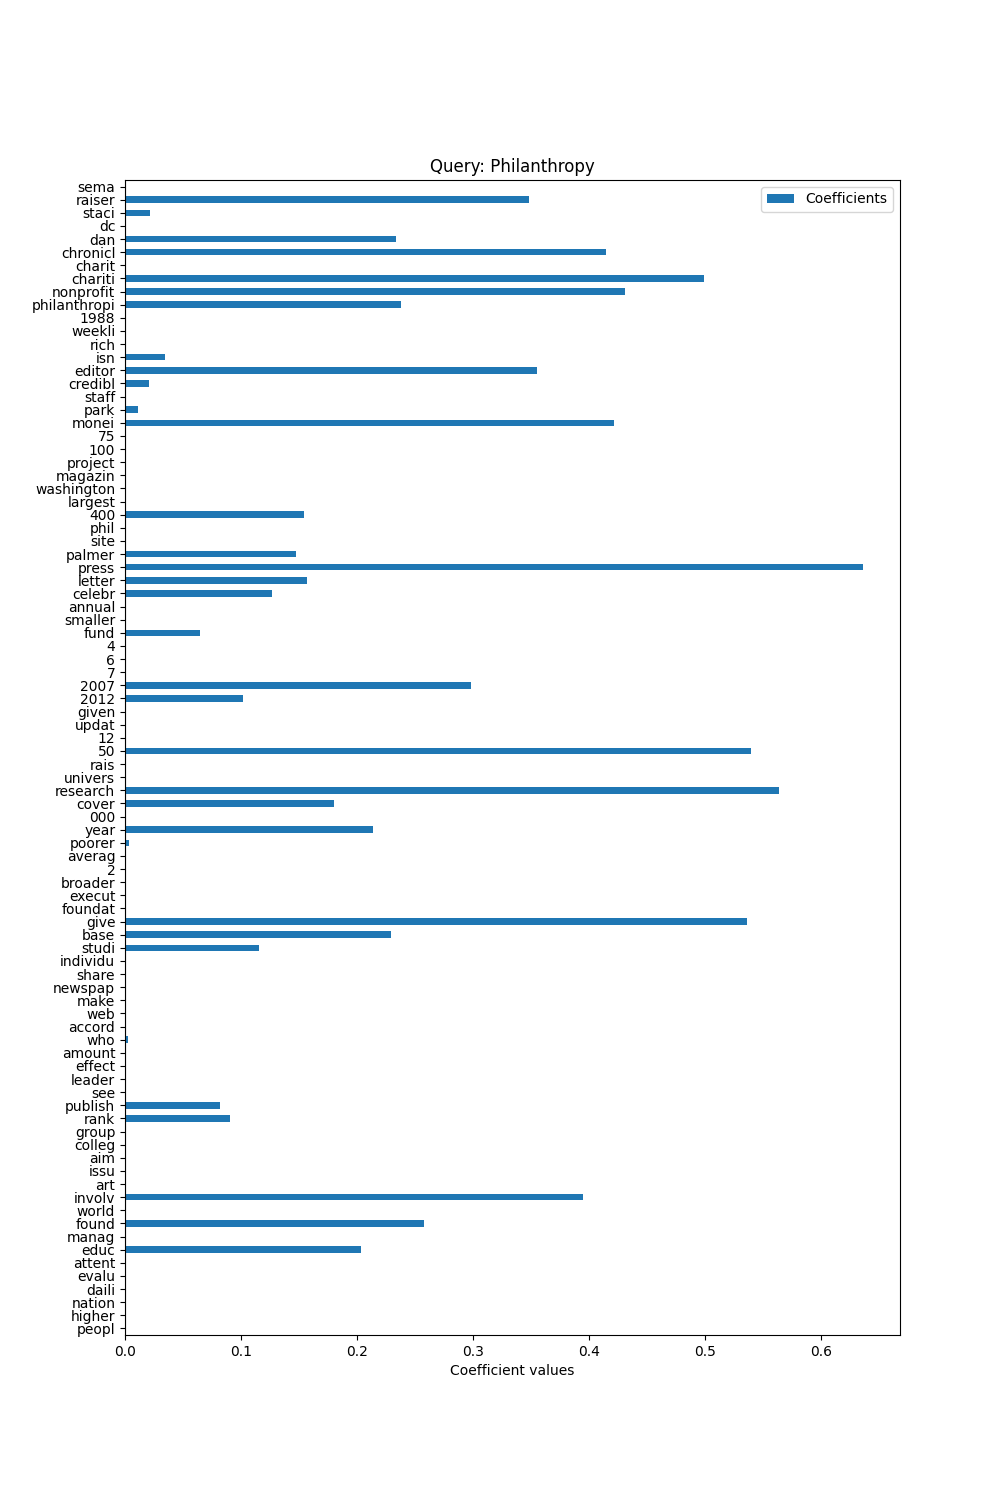 Query: Philanthropy
sema
raiser
staci
dc
dan
chronicl
charit
chariti
nonprofit
philanthropi
1988
weekli
rich
isn
editor
credibl
staff
park
monei
75
100
project
magazin
washington
largest
400
phil
site
palmer
press
letter
celebr
annual
smaller
fund
4
6
7
2007
2012
given
updat
12
50
rais
univers
research
cover
000
year
poorer
averag
2
broader
execut
foundat
give
base
studi
individu
share
newspap
make
web
accord
who
amount
effect
leader
see
publish
rank
group
colleg
aim
issu
art
involv
world
found
manag
educ
attent
evalu
daili
nation
higher
peopl
Coefficients
0.0 0.1 0.2 0.3 0.4 0.5 0.6
Coefficient values